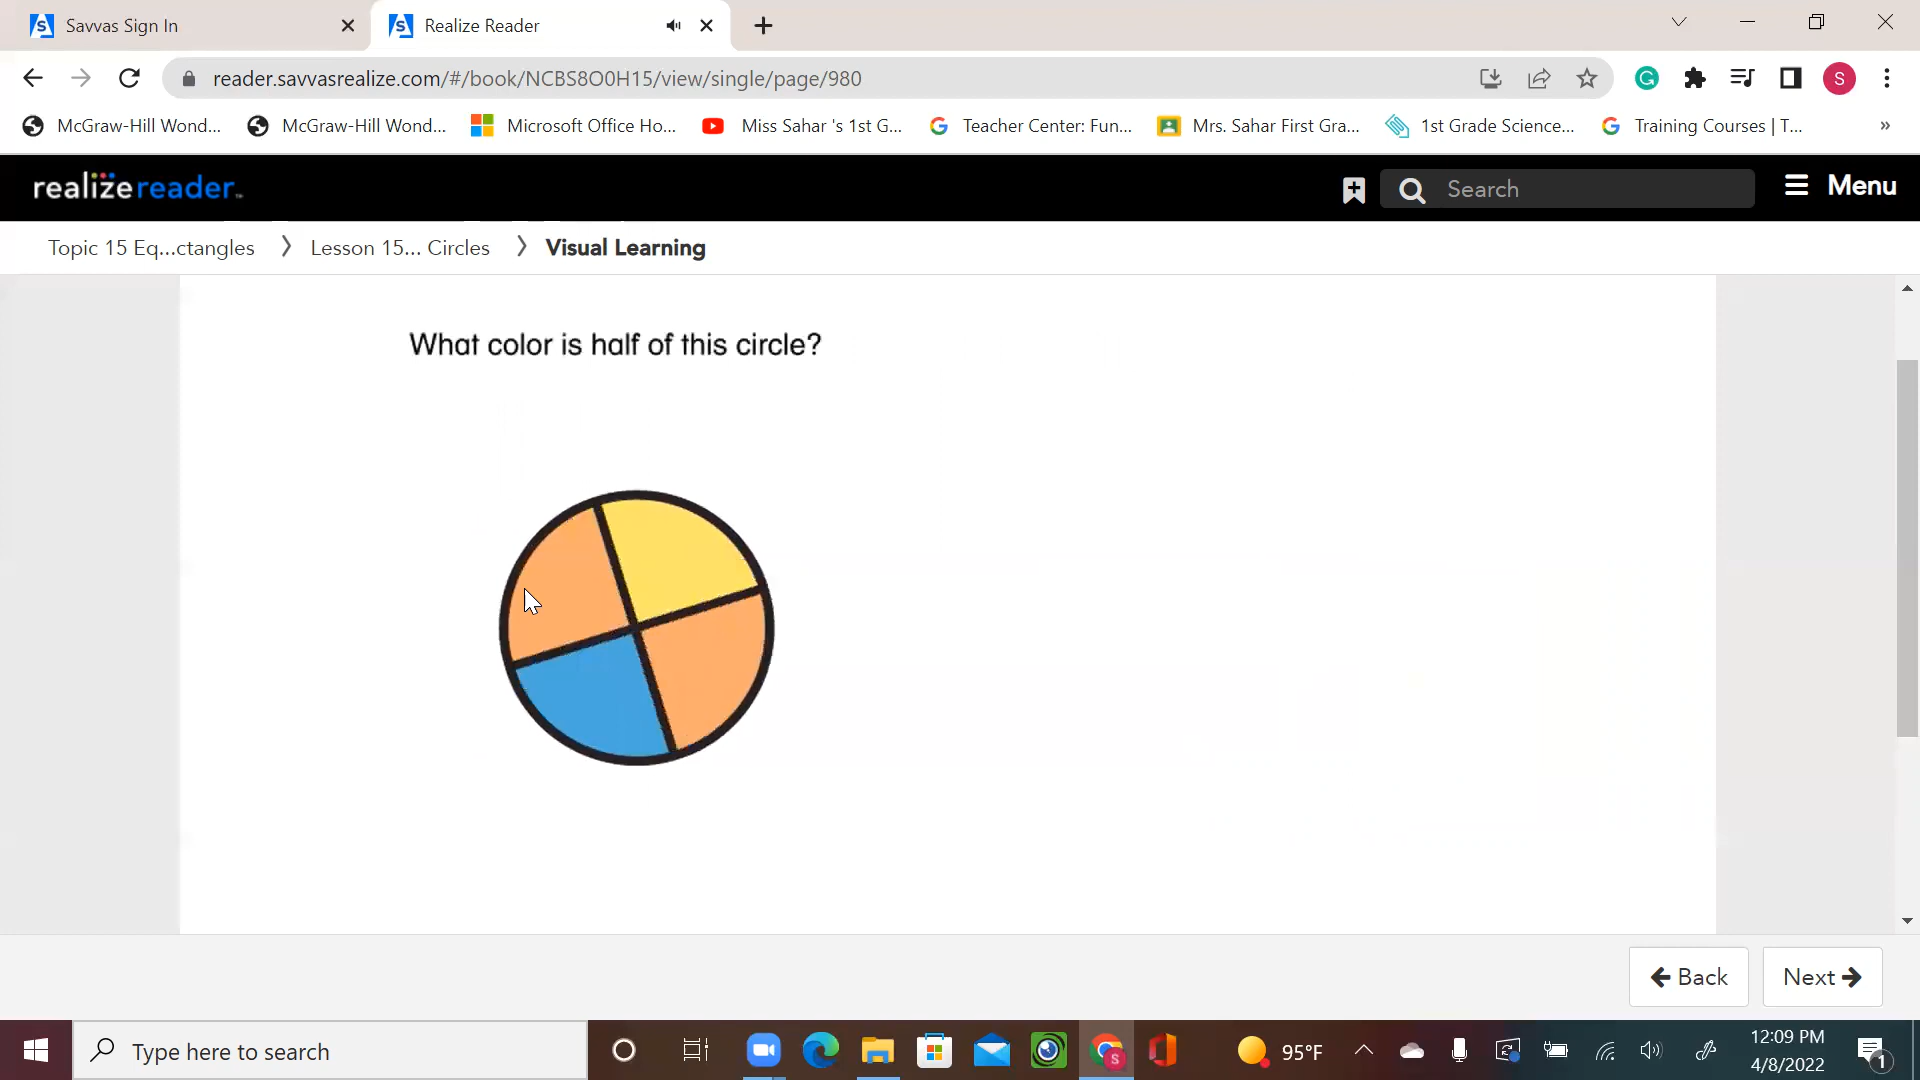 Savvas Sign In
Realize Reader
reader.savvasrealize.com/#/book/NCBS8O0H15/view/single/page/980
S
McGraw-Hill Wond...
McGraw-Hill Wond...
Microsoft Office Ho...
Miss Sahar 's 1st G...
Teacher Center: Fun...
Mrs. Sahar First Gra...
1st Grade Science...
Training Courses | T...
»
realizereader™
Search
Menu
Topic 15 Eq...ctangles
Lesson 15... Circles
Visual Learning
What color is half of this circle?
Back
Next
Type here to search
95°F
12:09 PM
4/8/2022
1